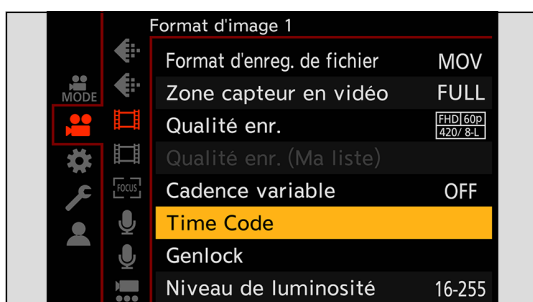 Format d'image 1
Format d'enreg. de fichier MOV
MODE
Zone capteur en vidéo FULL
Qualité enr. FHD 60p
420/ 8-L
Qualité enr. (Ma liste)
FOCUS
Cadence variable OFF
Time Code
Genlock
Niveau de luminosité 16-255